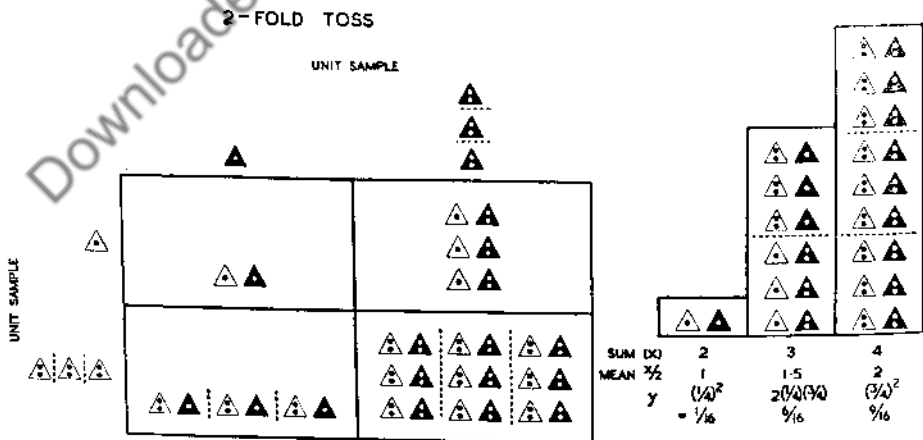 2-FOLD TOSS
UNIT SAMPLE
Downloade
UNIT SAMPLE
SUM (X) 2 3 4
MEAN X/2 1 1·5 2
y (1/4)² 2(1/4)(3/4) (3/4)²
= 1/16 6/16 9/16